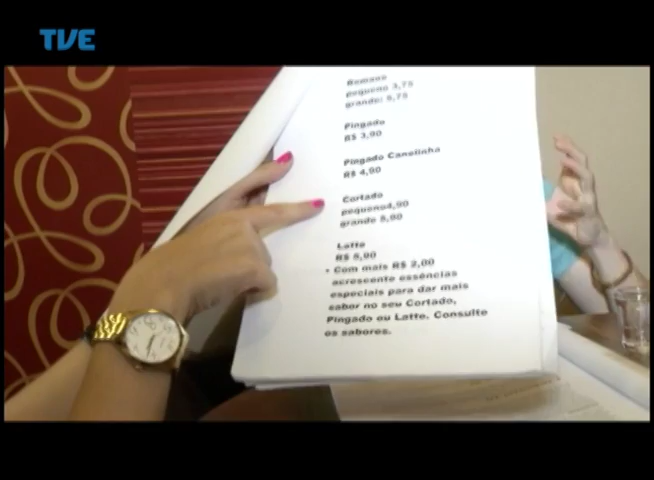 TVE
Romano
pequeno 3,75
grande: 5,75
Pingado
R$ 3,90
Pingado Canelinha
R$ 4,90
Cortado
pequeno4,90
grande 5,90
Latte
R$ 5,90
• Com mais R$ 2,00
acrescente essências
especiais para dar mais
sabor no seu Cortado,
Pingado ou Latte. Consulte
os sabores.